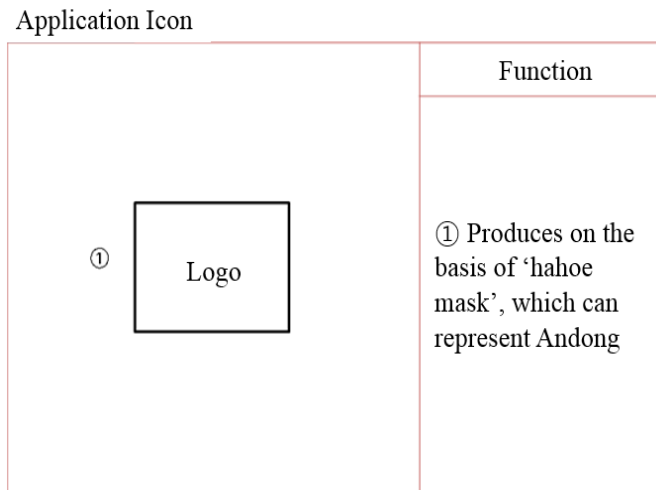 Application Icon
Function
①
Logo
① Produces on the
basis of ‘hahoe
mask’, which can
represent Andong